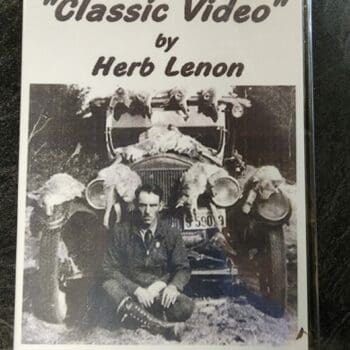 "Classic Video"
by
Herb Lenon